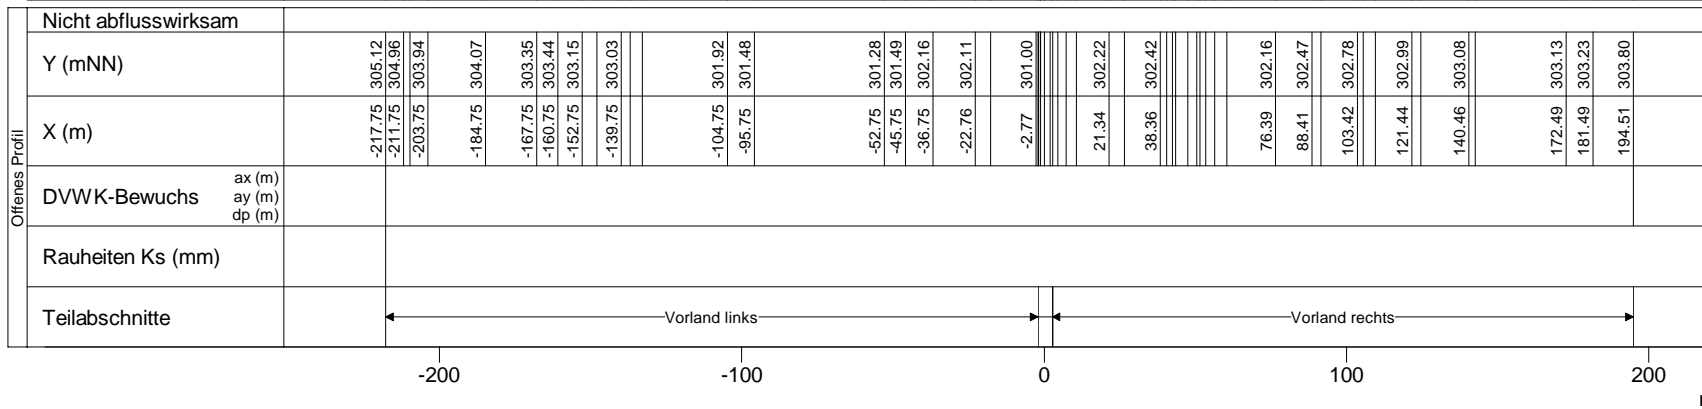 Offenes Profil
Nicht abflusswirksam
Y (mNN) 305.12 304.96 303.94 304.07 303.35 303.44 303.15 303.03 301.92 301.48 301.28 301.49 302.16 302.11 301.00 302.22 302.42 302.16 302.47 302.78 302.99 303.08 303.13 303.23 303.80
X (m) -217.75 -211.75 -203.75 -184.75 -167.75 -160.75 -152.75 -139.75 -104.75 -95.75 -52.75 -45.75 -36.75 -22.76 -2.77 21.34 38.36 76.39 88.41 103.42 121.44 140.46 172.49 181.49 194.51
DVWK-Bewuchs
ax (m)
ay (m)
dp (m)
Rauheiten Ks (mm)
Teilabschnitte Vorland links Vorland rechts
-200 -100 0 100 200